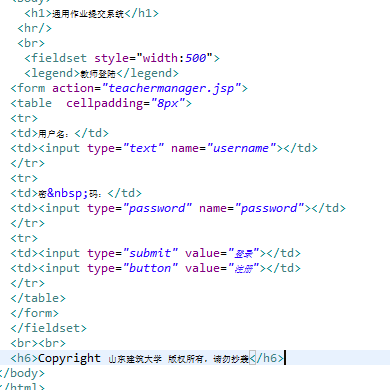 <body>
<h1>通用作业提交系统</h1>
<hr/>
<br>
<fieldset style="width:500">
<legend>教师登陆</legend>
<form action="teachermanager.jsp">
<table  cellpadding="8px">
<tr>
<td>用户名：</td>
<td><input type="text" name="username"></td>
</tr>
<tr>
<td>密&nbsp;码：</td>
<td><input type="password" name="password"></td>
</tr>
<tr>
<td><input type="submit" value="登录"></td>
<td><input type="button" value="注册"></td>
</tr>
</table>
</form>
</fieldset>
<br><br>
<h6>Copyright 山东建筑大学 版权所有，请勿抄袭</h6>
</body>
</html>